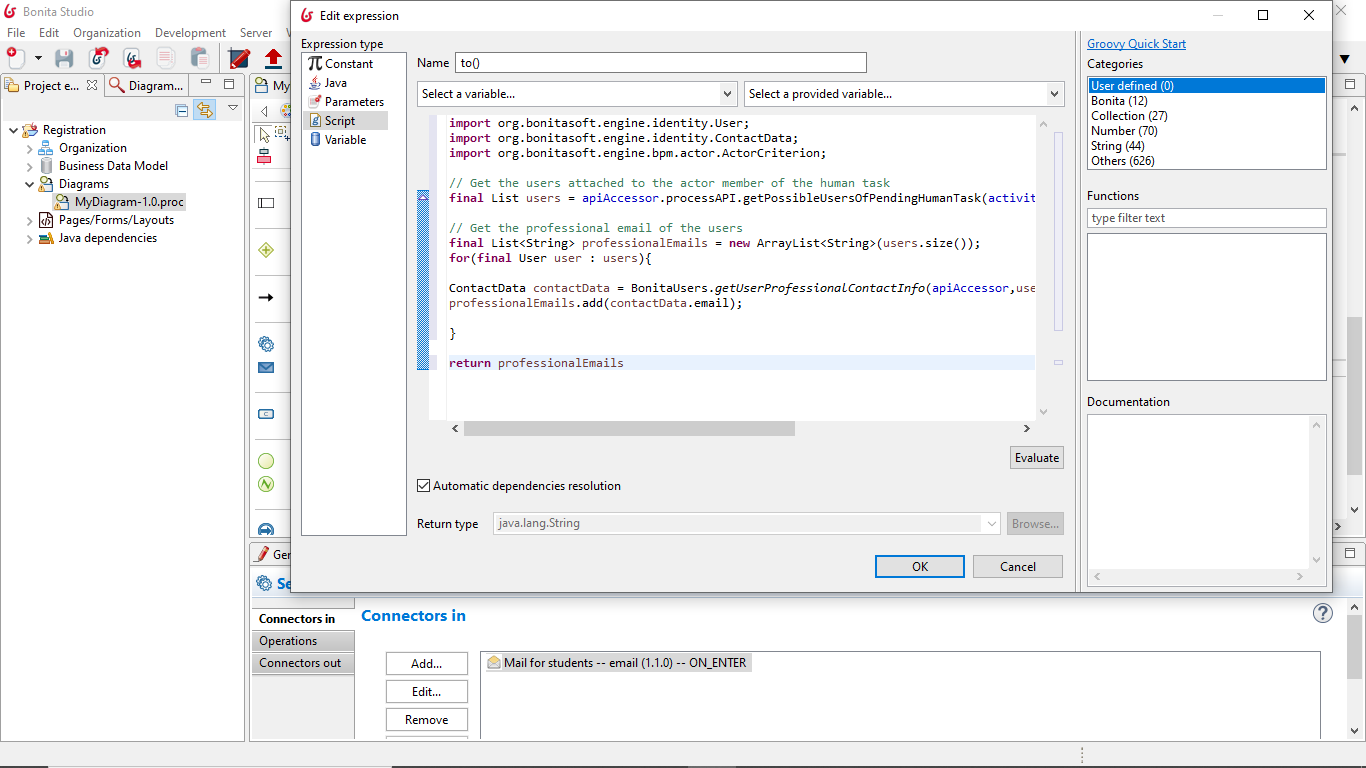 Bonita Studio
File Edit Organization Development Server
Project e...
Diagram...
My
Registration
Organization
Business Data Model
Diagrams
MyDiagram-1.0.proc
Pages/Forms/Layouts
Java dependencies
Edit expression
Expression type
Constant
Java
Parameters
Script
Variable
Name to()
Select a variable...
Select a provided variable...
import org.bonitasoft.engine.identity.User;
import org.bonitasoft.engine.identity.ContactData;
import org.bonitasoft.engine.bpm.actor.ActorCriterion;
// Get the users attached to the actor member of the human task
final List users = apiAccessor.processAPI.getPossibleUsersOfPendingHumanTask(activit
// Get the professional email of the users
final List<String> professionalEmails = new ArrayList<String>(users.size());
for(final User user : users){
ContactData contactData = BonitaUsers.getUserProfessionalContactInfo(apiAccessor,use
professionalEmails.add(contactData.email);
}
return professionalEmails
Evaluate
Automatic dependencies resolution
Return type java.lang.String Browse...
OK Cancel
Groovy Quick Start
Categories
User defined (0)
Bonita (12)
Collection (27)
Number (70)
String (44)
Others (626)
Functions
type filter text
Documentation
Ger
Se
Connectors in
Operations
Connectors out
Connectors in
Add...
Edit...
Remove
Mail for students -- email (1.1.0) -- ON_ENTER